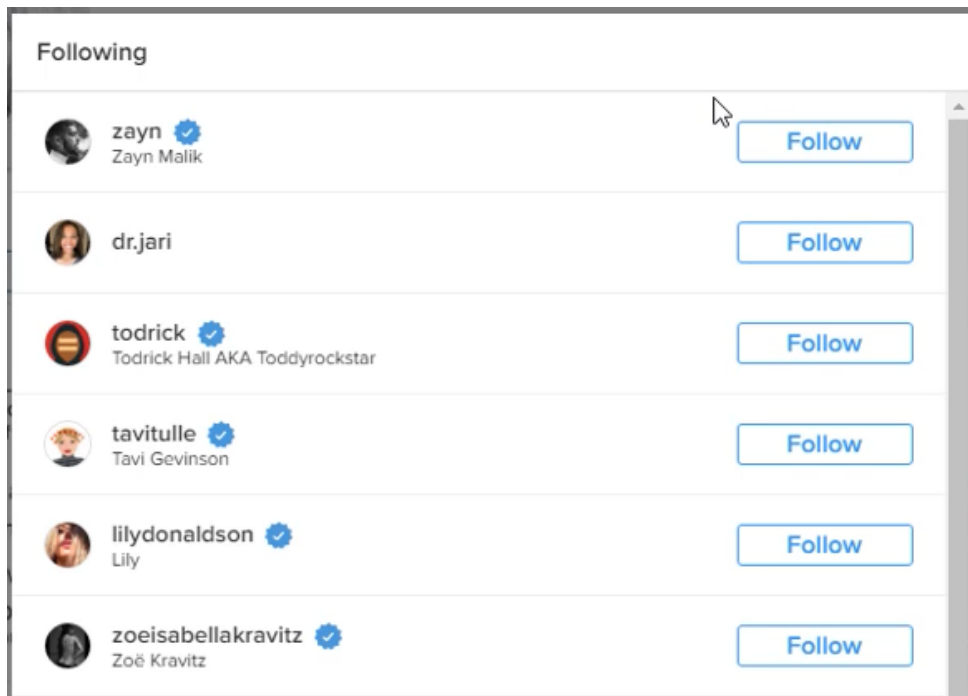 Following
zayn
Zayn Malik
Follow
dr.jari
Follow
todrick
Todrick Hall AKA Toddyrockstar
Follow
tavitulle
Tavi Gevinson
Follow
lilydonaldson
Lily
Follow
zoeisabellakravitz
Zoë Kravitz
Follow